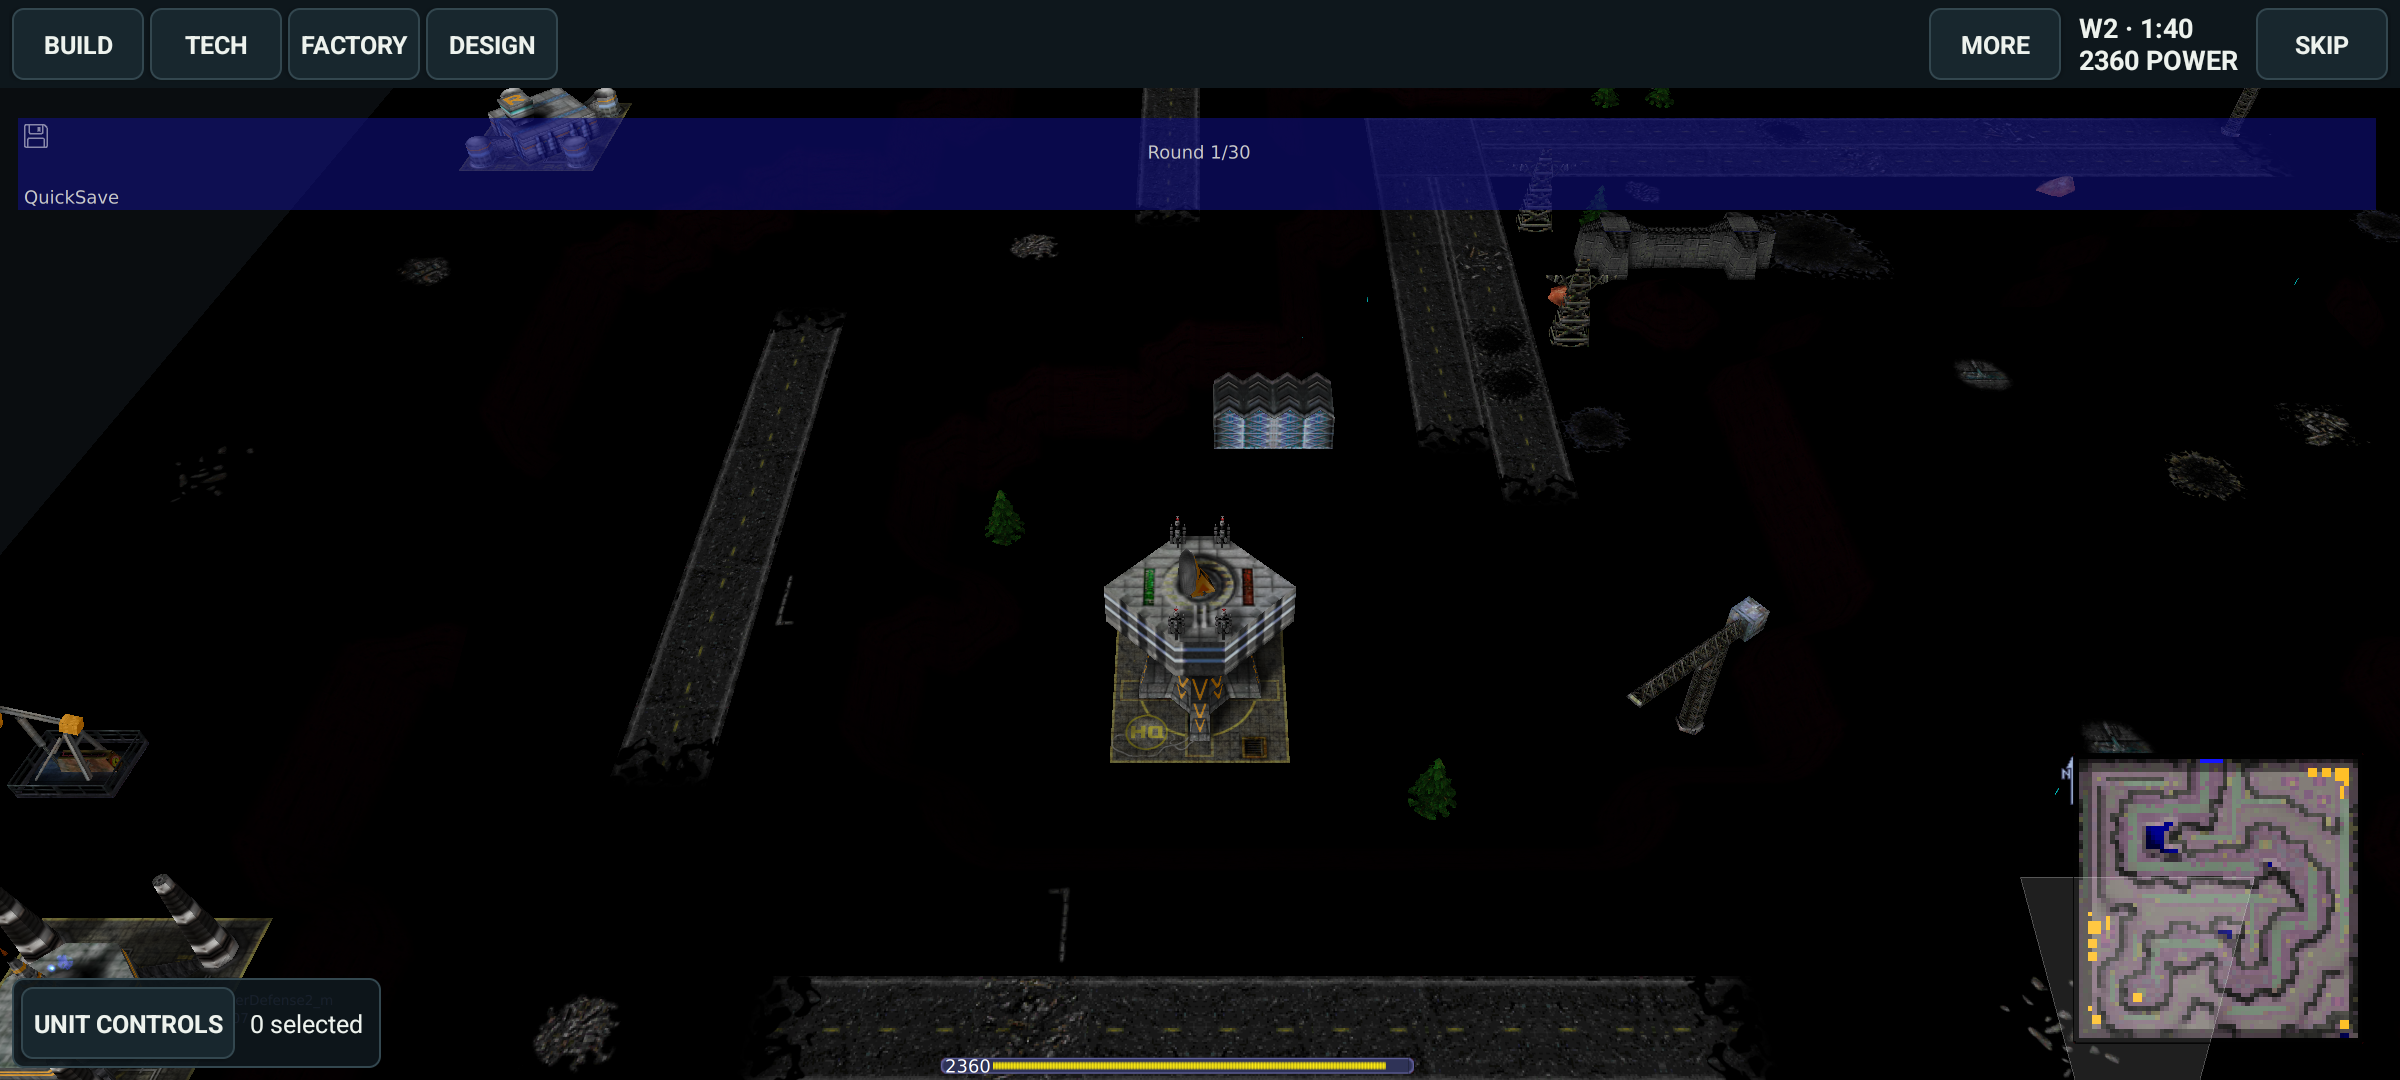 BUILD
TECH
FACTORY
DESIGN
MORE
W2 · 1:40
2360 POWER
SKIP
R
Round 1/30
QuickSave
HQ
N
erDefense2_m
UNIT CONTROLS
0 selected
2360